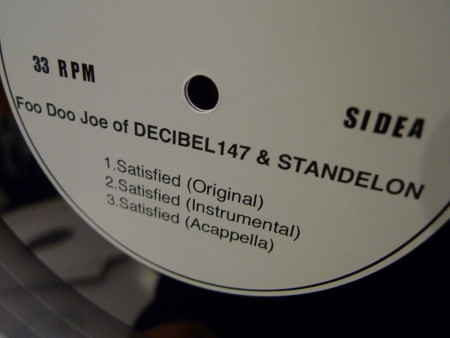 33 RPM
SIDEA
Foo Doo Joe of DECIBEL147 & STANDELON
1.Satisfied (Original)
2.Satisfied (Instrumental)
3.Satisfied (Acappella)